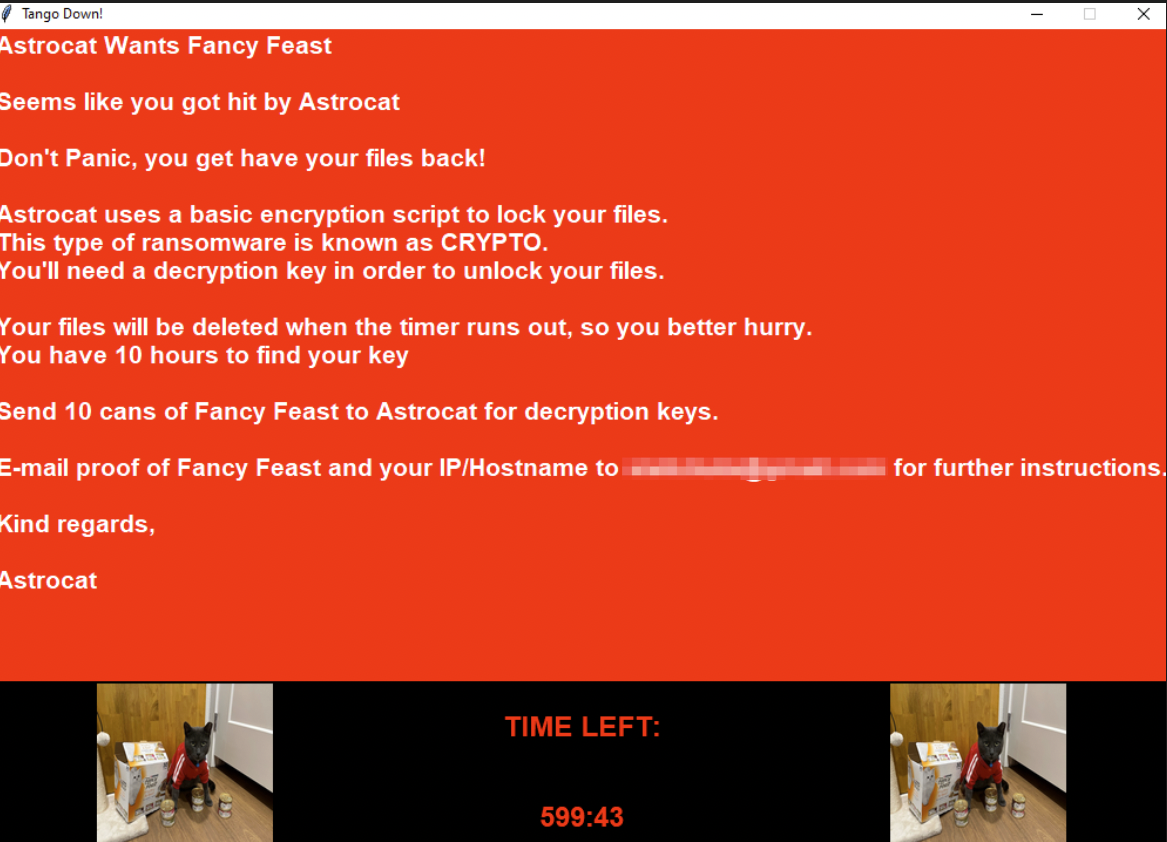 Tango Down!
Astrocat Wants Fancy Feast
Seems like you got hit by Astrocat
Don't Panic, you get have your files back!
Astrocat uses a basic encryption script to lock your files.
This type of ransomware is known as CRYPTO.
You'll need a decryption key in order to unlock your files.
Your files will be deleted when the timer runs out, so you better hurry.
You have 10 hours to find your key
Send 10 cans of Fancy Feast to Astrocat for decryption keys.
E-mail proof of Fancy Feast and your IP/Hostname to for further instructions.
Kind regards,
Astrocat
TIME LEFT:
599:43